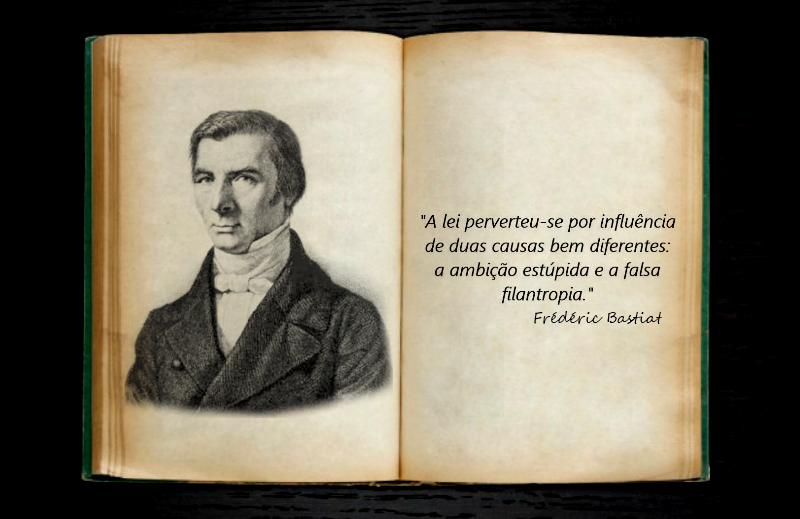 "A lei perverteu-se por influência
de duas causas bem diferentes:
a ambição estúpida e a falsa
filantropia."
Frédéric Bastiat